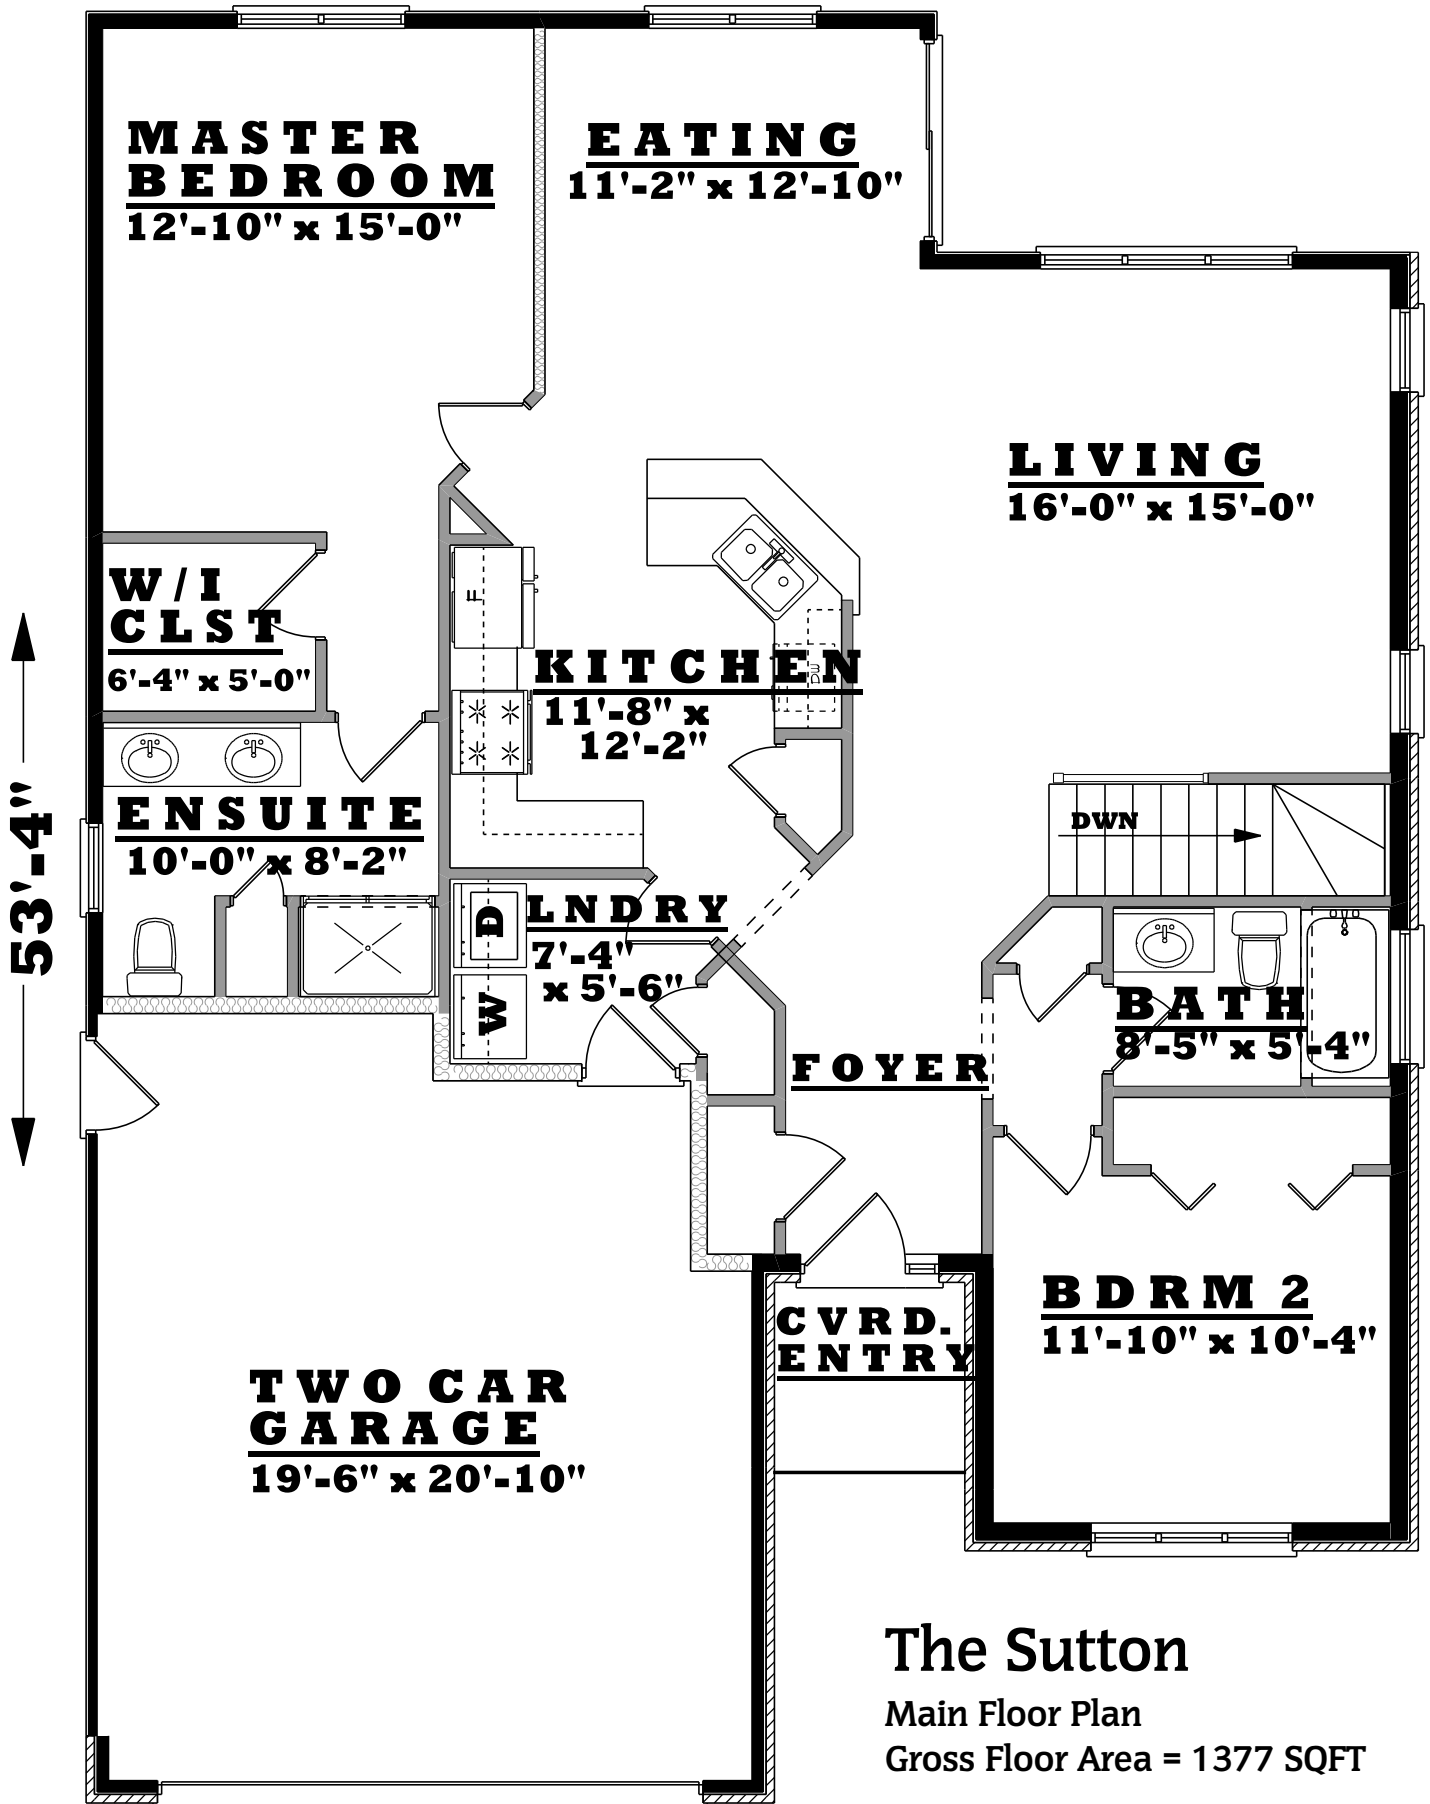 MASTER
BEDROOM
12'-10" x 15'-0"
EATING
11'-2" x 12'-10"
LIVING
16'-0" x 15'-0"
W/I
CLST
6'-4" x 5'-0"
F
KITCHEN
11'-8" x
12'-2"
DW
53'-4"
ENSUITE
10'-0" x 8'-2"
DWN
D
LNDRY
7'-4"
x 5'-6"
W
BATH
8'-5" x 5'-4"
FOYER
BDRM 2
11'-10" x 10'-4"
CVRD.
ENTRY
TWO CAR
GARAGE
19'-6" x 20'-10"
The Sutton
Main Floor Plan
Gross Floor Area = 1377 SQFT